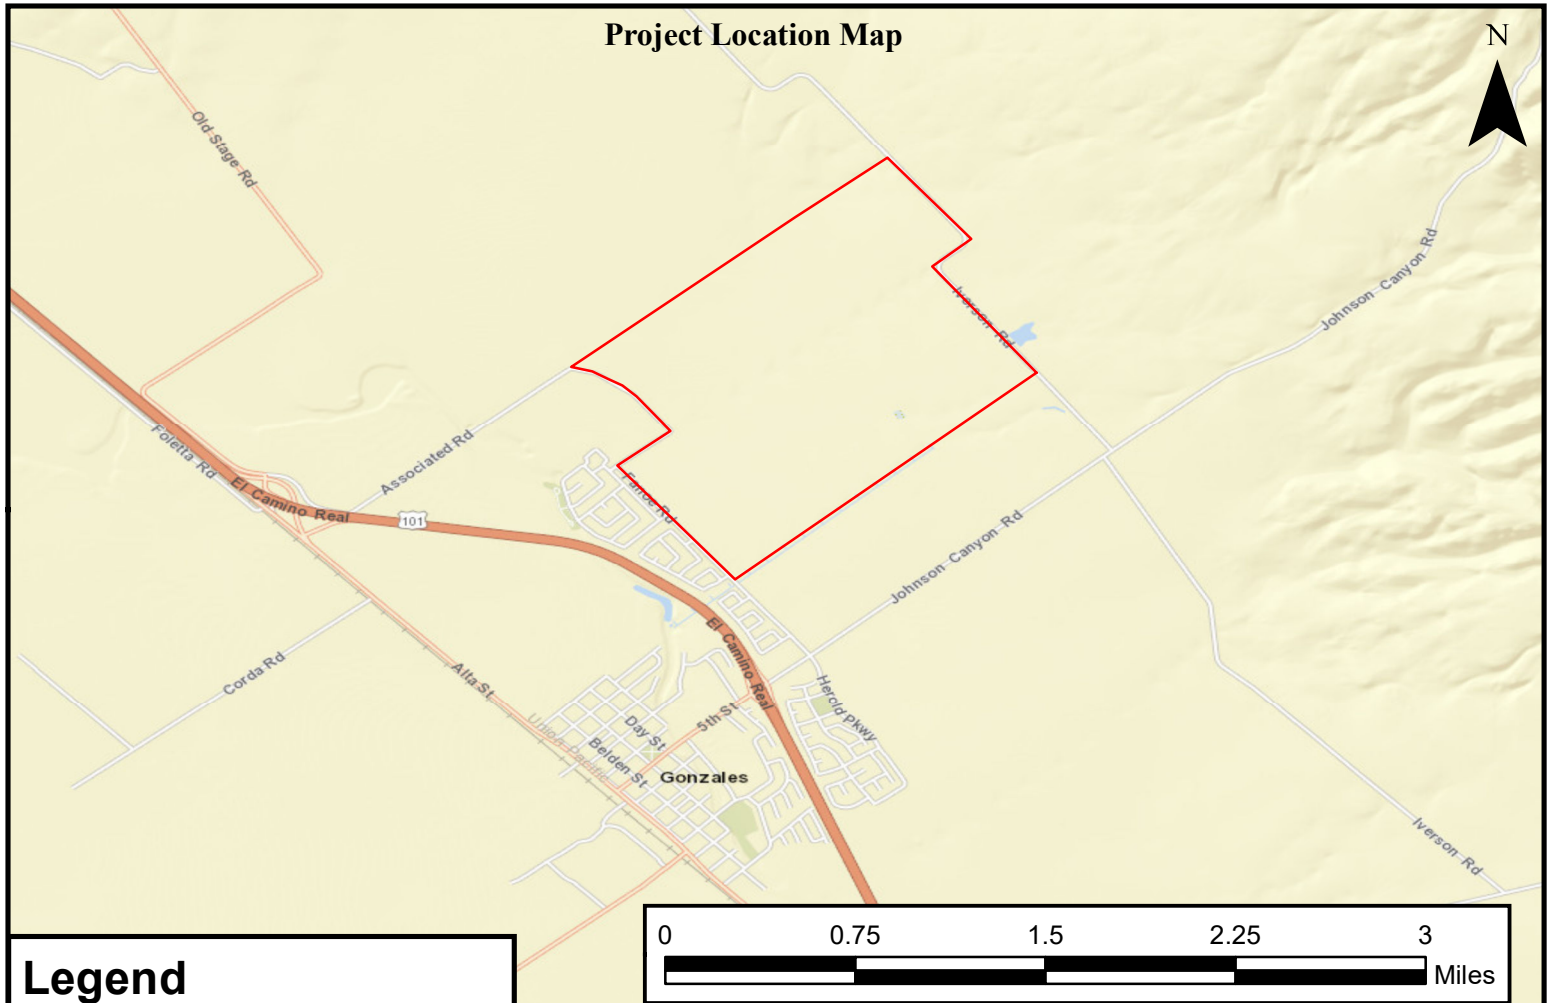 Project Location Map
N
Old Stage Rd
Johnson Canyon Rd
Iverson Rd
Foletta Rd
Associated Rd
El Camino Real
101
Fanoe Rd
Johnson Canyon Rd
Corda Rd
Alta St
El Camino Real
Herold Pkwy
Union Pacific
Day St
5th St
Belden St
Gonzales
Iverson Rd
0 0.75 1.5 2.25 3
Miles
Legend